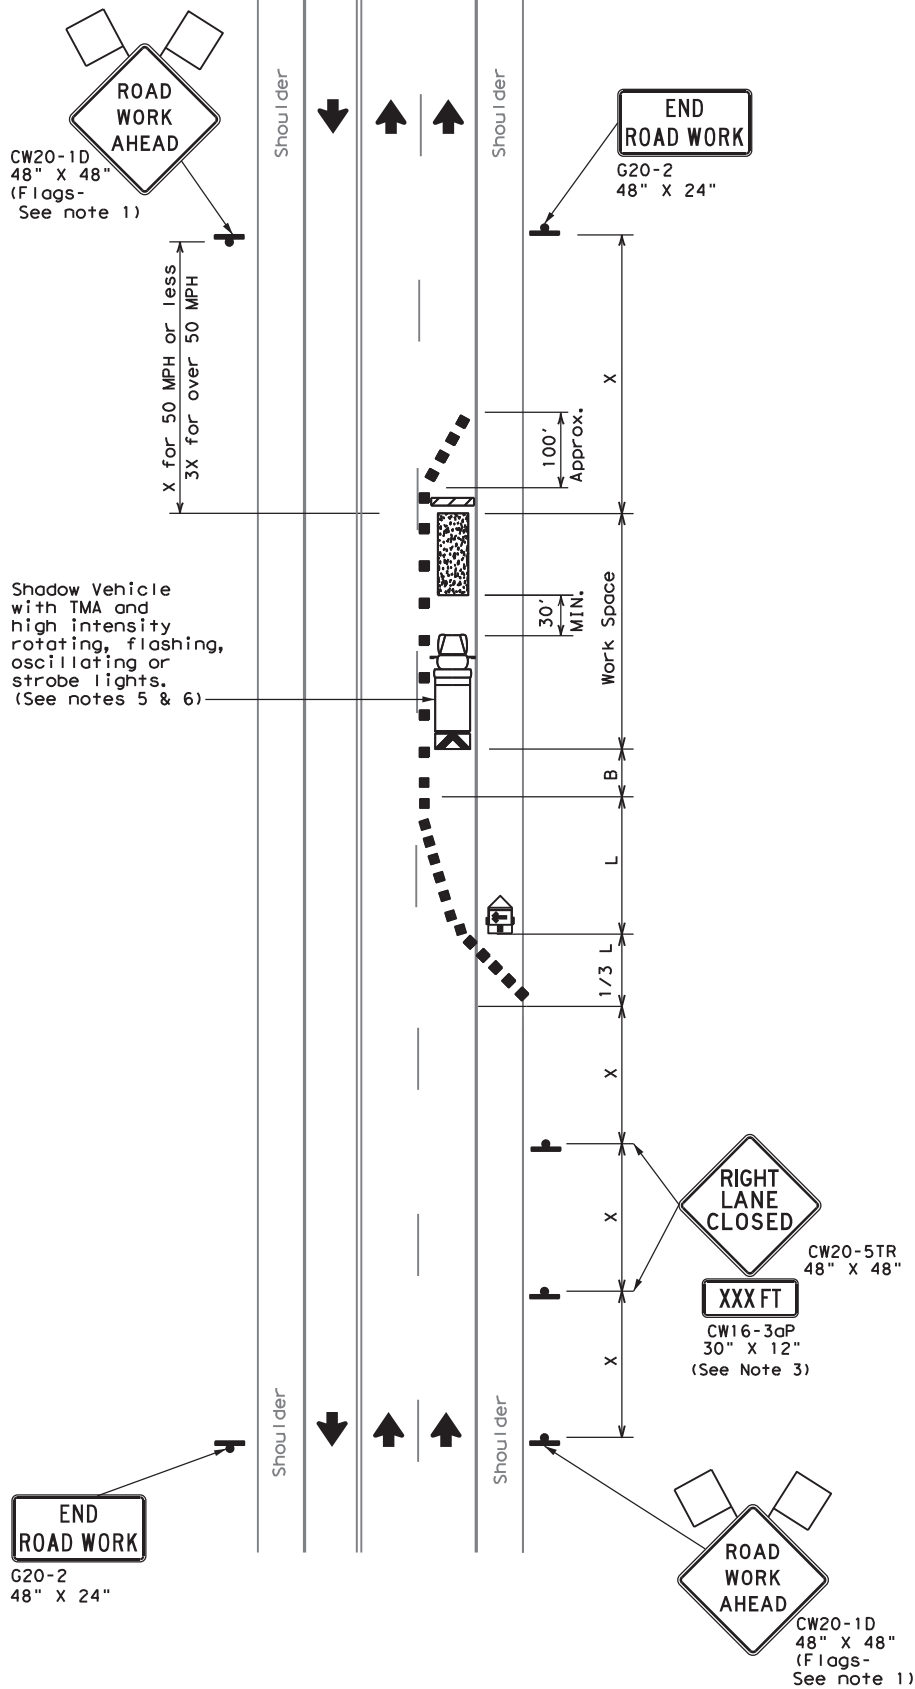 ROAD
WORK
AHEAD
CW20-1D
48" X 48"
(Flags-
See note 1)
Shoulder
Shoulder
END
ROAD WORK
G20-2
48" X 24"
X for 50 MPH or less
3X for over 50 MPH
X
100'
Approx.
Shadow Vehicle
with TMA and
high intensity
rotating, flashing,
oscillating or
strobe lights.
(See notes 5 & 6)
30'
MIN.
Work Space
B
L
1/3 L
X
X
X
RIGHT
LANE
CLOSED
CW20-5TR
48" X 48"
XXX FT
CW16-3aP
30" X 12"
(See Note 3)
Shoulder
Shoulder
END
ROAD WORK
G20-2
48" X 24"
ROAD
WORK
AHEAD
CW20-1D
48" X 48"
(Flags-
See note 1)